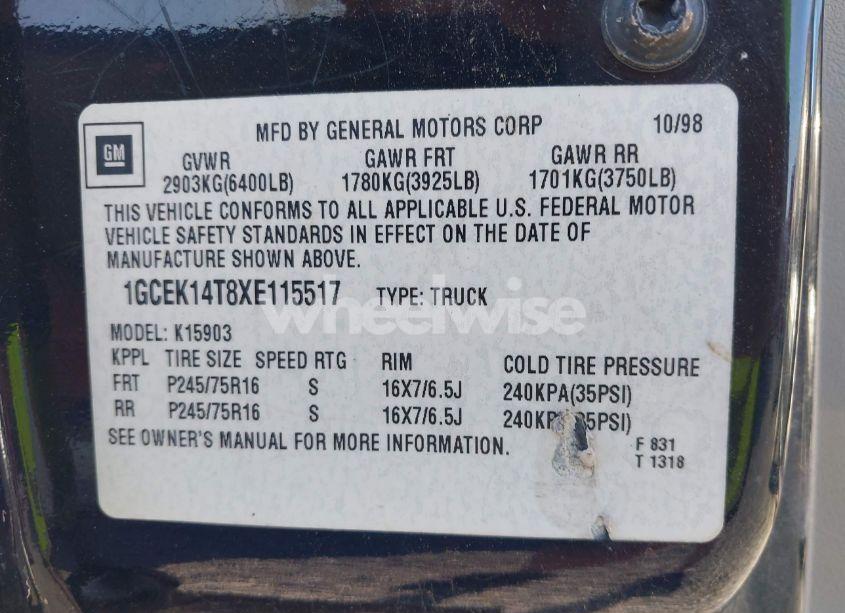 MFD BY GENERAL MOTORS CORP 10/98
GM
GVWR GAWR FRT GAWR RR
2903KG(6400LB) 1780KG(3925LB) 1701KG(3750LB)
THIS VEHICLE CONFORMS TO ALL APPLICABLE U.S. FEDERAL MOTOR
VEHICLE SAFETY STANDARDS IN EFFECT ON THE DATE OF
MANUFACTURE SHOWN ABOVE.
1GCEK14T8XE115517 TYPE: TRUCK
wheelwise
MODEL: K15903
KPPL TIRE SIZE SPEED RTG RIM COLD TIRE PRESSURE
FRT P245/75R16 S 16X7/6.5J 240KPA(35PSI)
RR P245/75R16 S 16X7/6.5J
SEE OWNER'S MANUAL FOR MORE INFORMATION.
F 831
T 1318